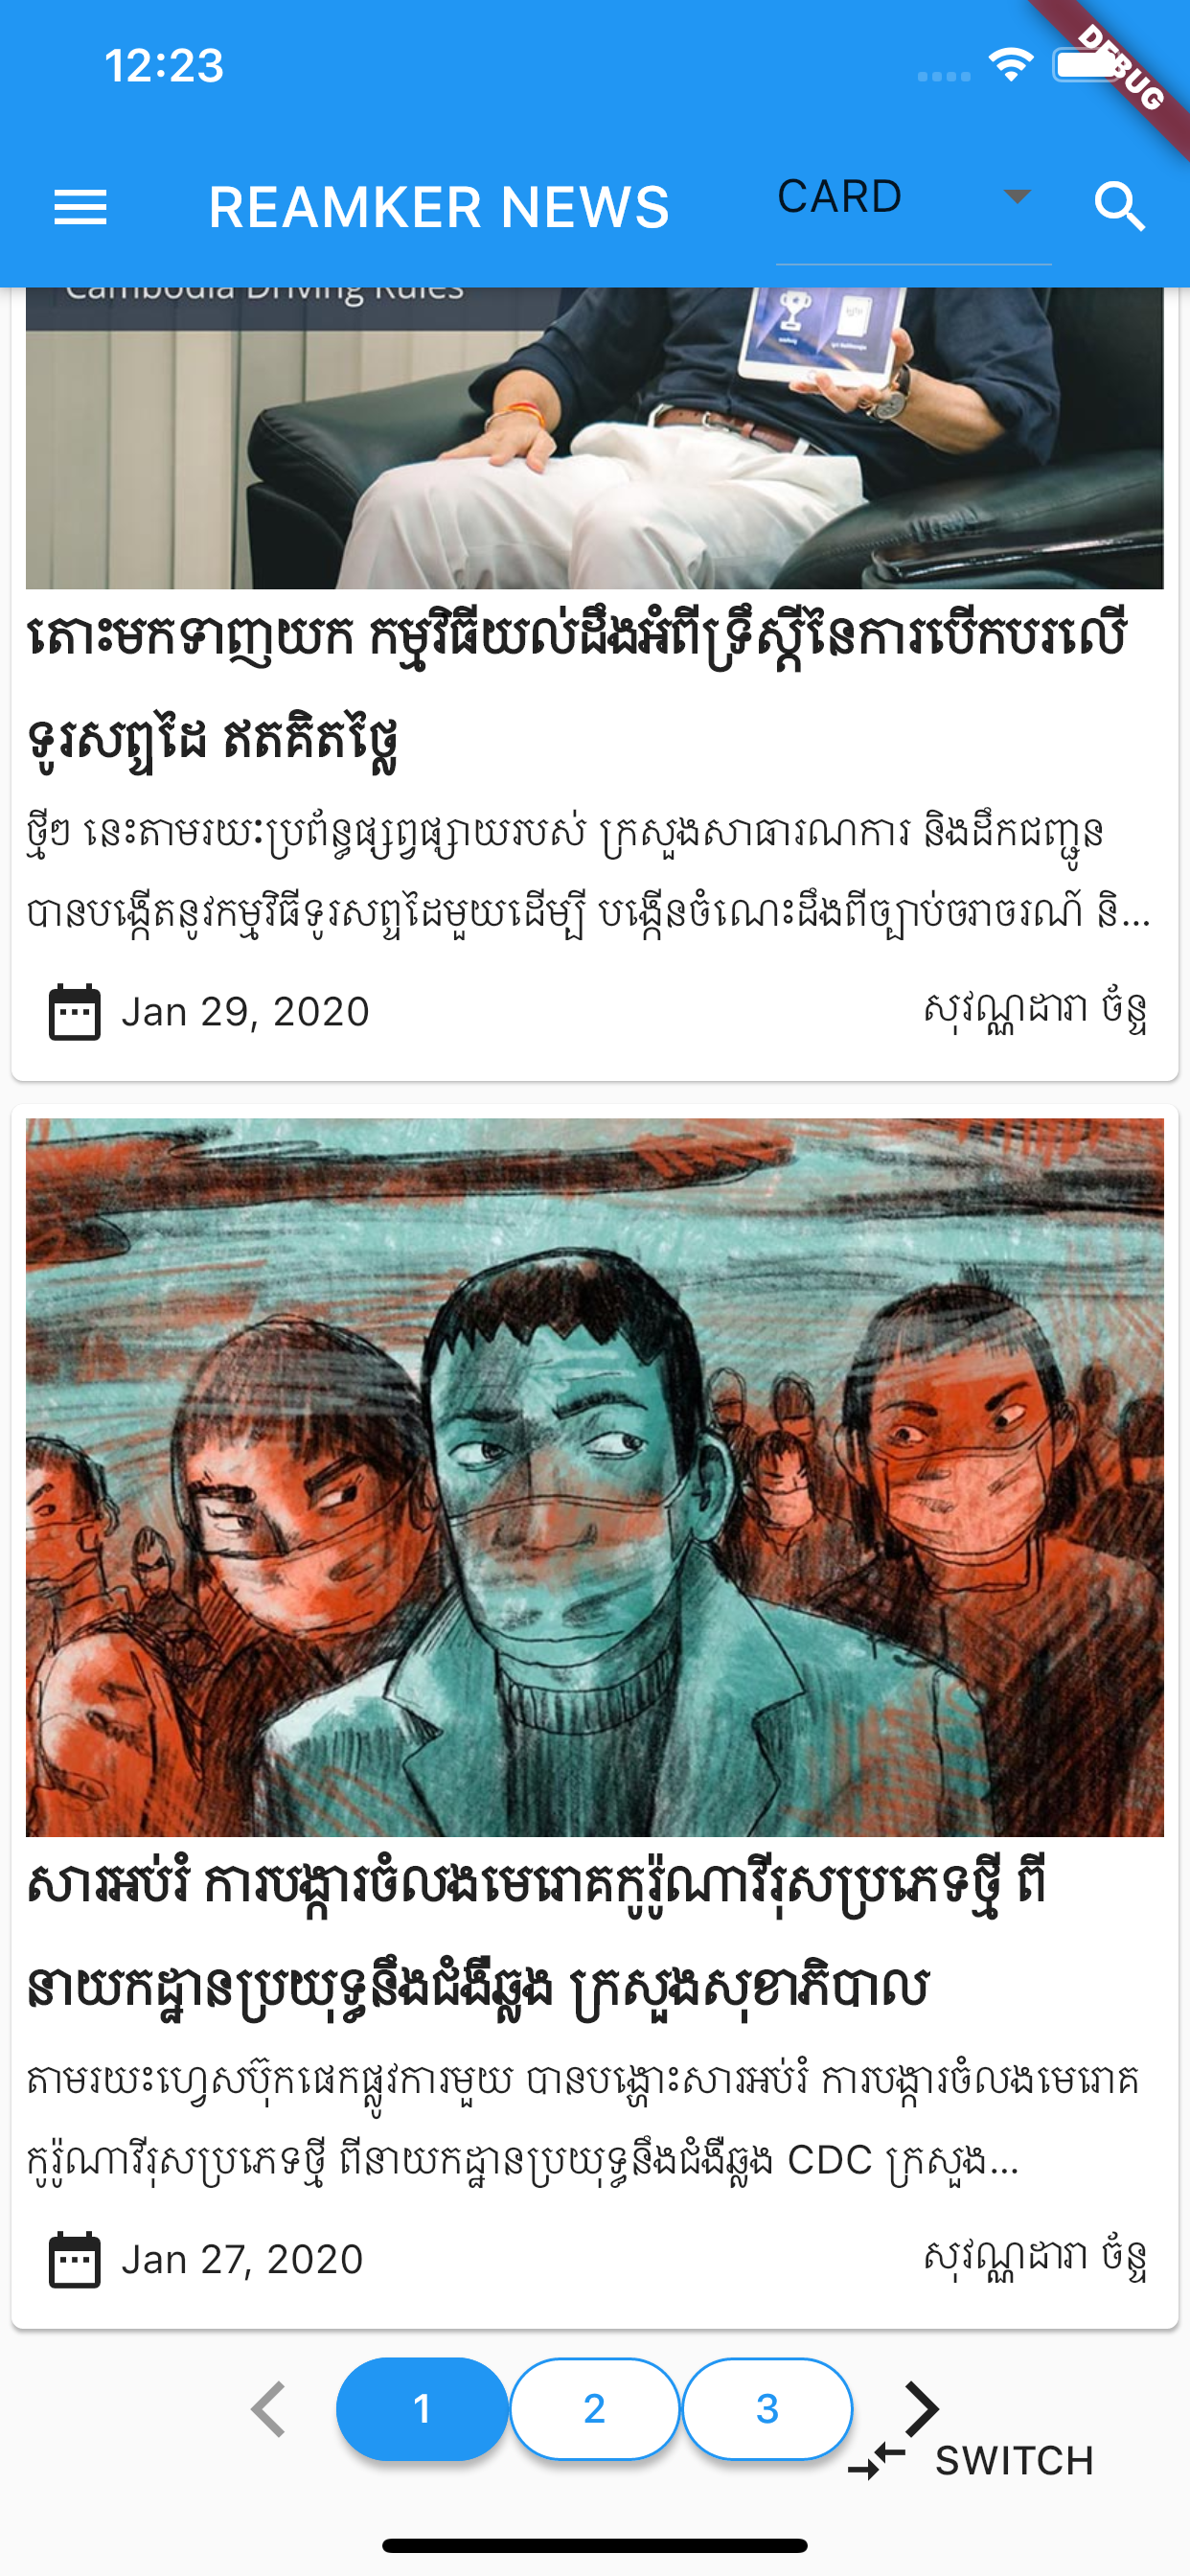 12:23
DEBUG
REAMKER NEWS
CARD
Cambodia Driving Rules
តោះមកទាញយក កម្មវិធីយល់ដឹងអំពីទ្រឹស្ដីនៃការបើកបរលើ
ទូរសព្ទដៃ ឥតគិតថ្លៃ
ថ្មីៗ នេះតាមរយៈប្រព័ន្ធផ្សព្វផ្សាយរបស់ ក្រសួងសាធារណការ និងដឹកជញ្ជូន
បានបង្កើតនូវកម្មវិធីទូរសព្ទដៃមួយដើម្បី បង្កើនចំណេះដឹងពីច្បាប់ចរាចរណ៍ និ...
Jan 29, 2020
សុវណ្ណដារា ច័ន្ទ
សារអប់រំ ការបង្ការចំលងមេរោគកូរ៉ូណាវីរុសប្រភេទថ្មី ពី
នាយកដ្ឋានប្រយុទ្ធនឹងជំងឺឆ្លង ក្រសួងសុខាភិបាល
តាមរយះហ្វេសប៊ុកផេកផ្លូវការមួយ បានបង្ហោះសារអប់រំ ការបង្ការចំលងមេរោគ
កូរ៉ូណាវីរុសប្រភេទថ្មី ពីនាយកដ្ឋានប្រយុទ្ធនឹងជំងឺឆ្លង CDC ក្រសួង...
Jan 27, 2020
សុវណ្ណដារា ច័ន្ទ
1 2 3
SWITCH